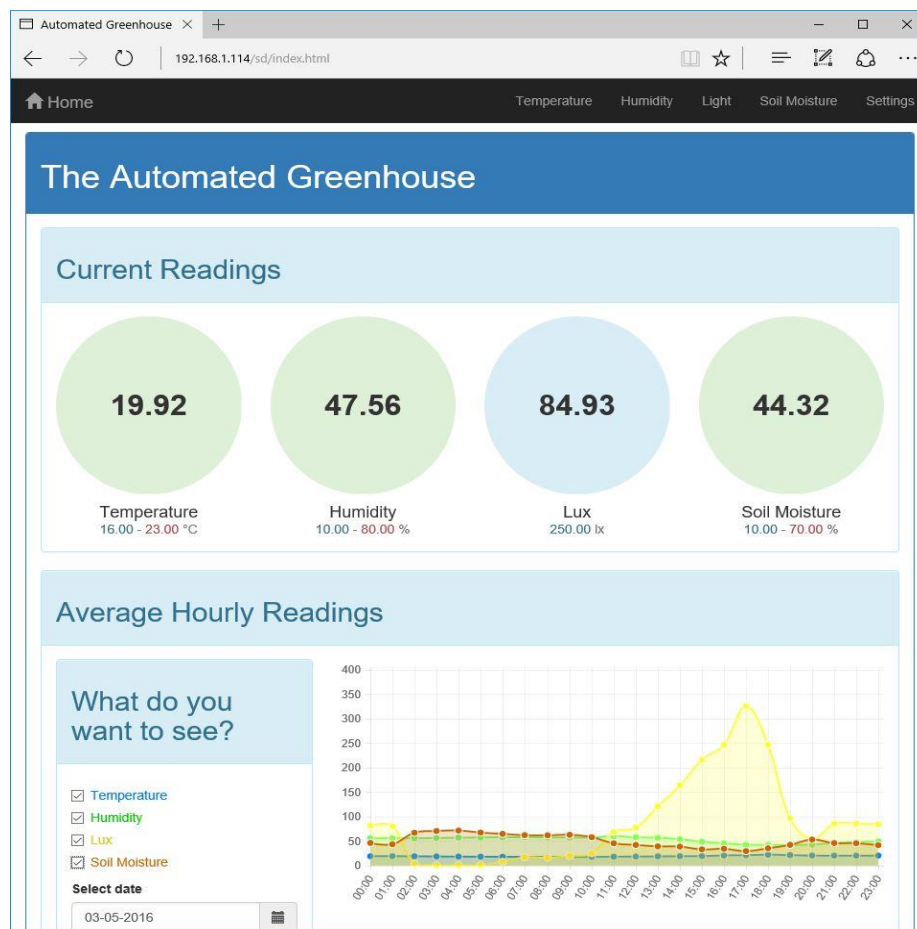 Automated Greenhouse
192.168.1.114/sd/index.html
Home Temperature Humidity Light Soil Moisture Settings
The Automated Greenhouse
Current Readings
19.92 47.56 84.93 44.32
Temperature Humidity Lux Soil Moisture
16.00 - 23.00 °C 10.00 - 80.00 % 250.00 lx 10.00 - 70.00 %
Average Hourly Readings
What do you
want to see?
Temperature
Humidity
Lux
Soil Moisture
Select date
03-05-2016
400
350
300
250
200
150
100
50
0
00:00 01:00 02:00 03:00 04:00 05:00 06:00 07:00 08:00 09:00 10:00 11:00 12:00 13:00 14:00 15:00 16:00 17:00 18:00 19:00 20:00 21:00 22:00 23:00